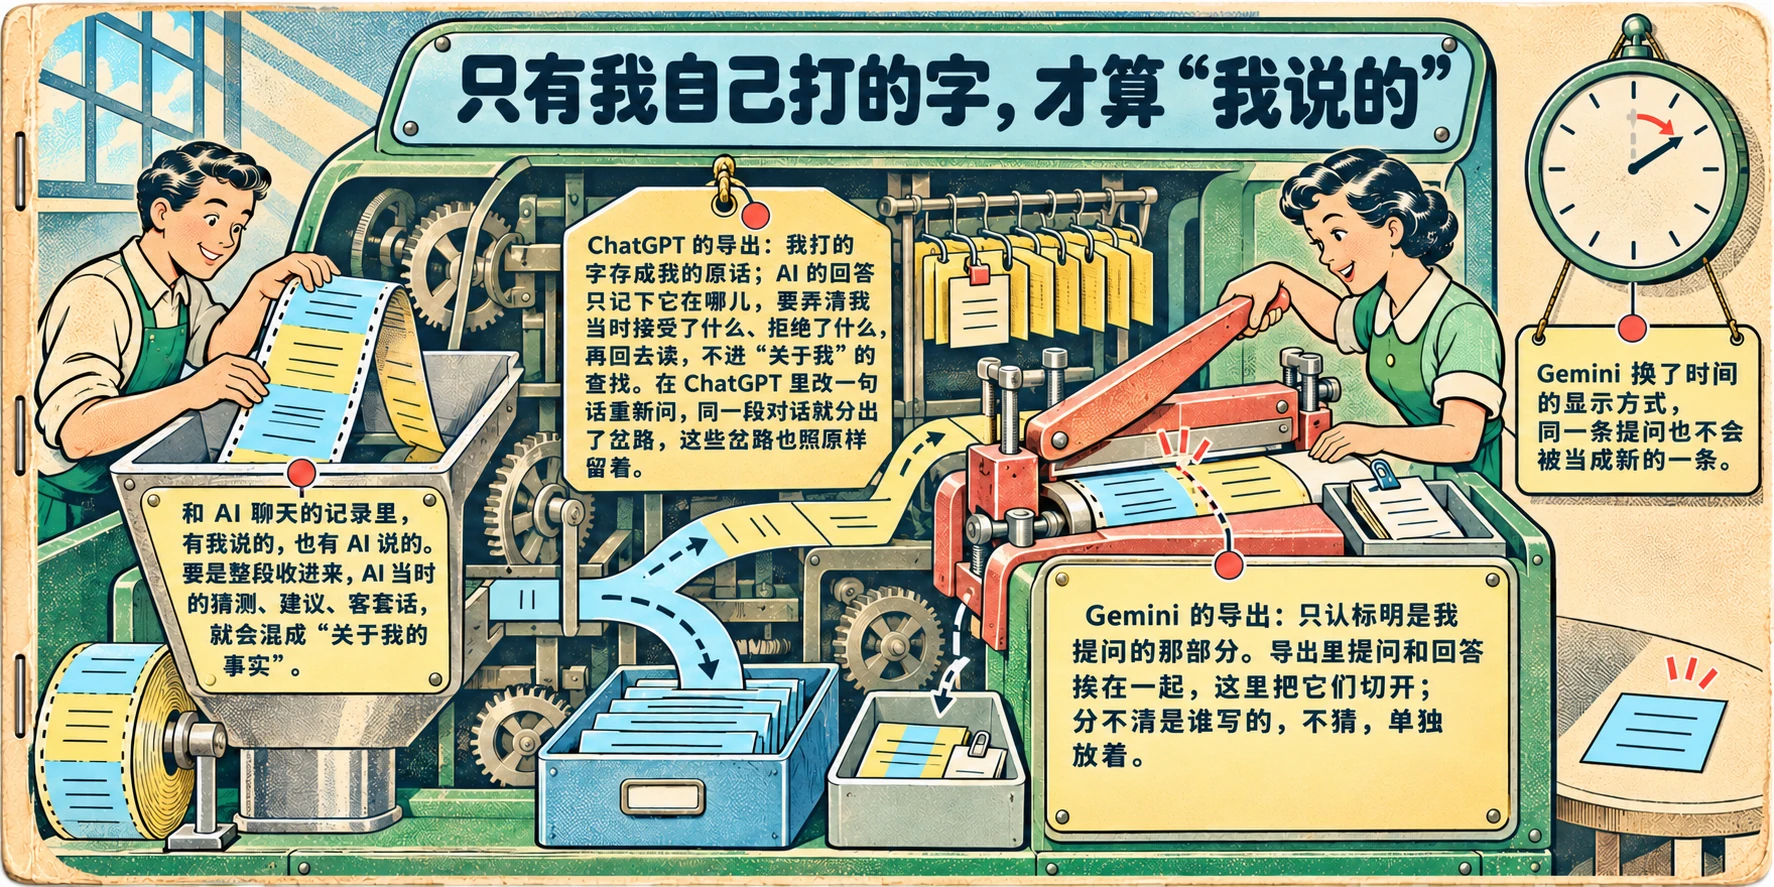 只有我自己打的字，才算“我说的”
ChatGPT 的导出：我打的
字存成我的原话；AI 的回答
只记下它在哪儿，要弄清我
当时接受了什么、拒绝了什么，
再回去读，不进“关于我”的
查找。在 ChatGPT 里改一句
话重新问，同一段对话就分出
了岔路，这些岔路也照原样
留着。
Gemini 换了时间
的显示方式，
同一条提问也不会
被当成新的一条。
和 AI 聊天的记录里，
有我说的，也有 AI 说的。
要是整段收进来，AI 当时
的猜测、建议、客套话，
就会混成“关于我的
事实”。
Gemini 的导出：只认标明是我
提问的那部分。导出里提问和回答
挨在一起，这里把它们切开；
分不清是谁写的，不猜，单独
放着。